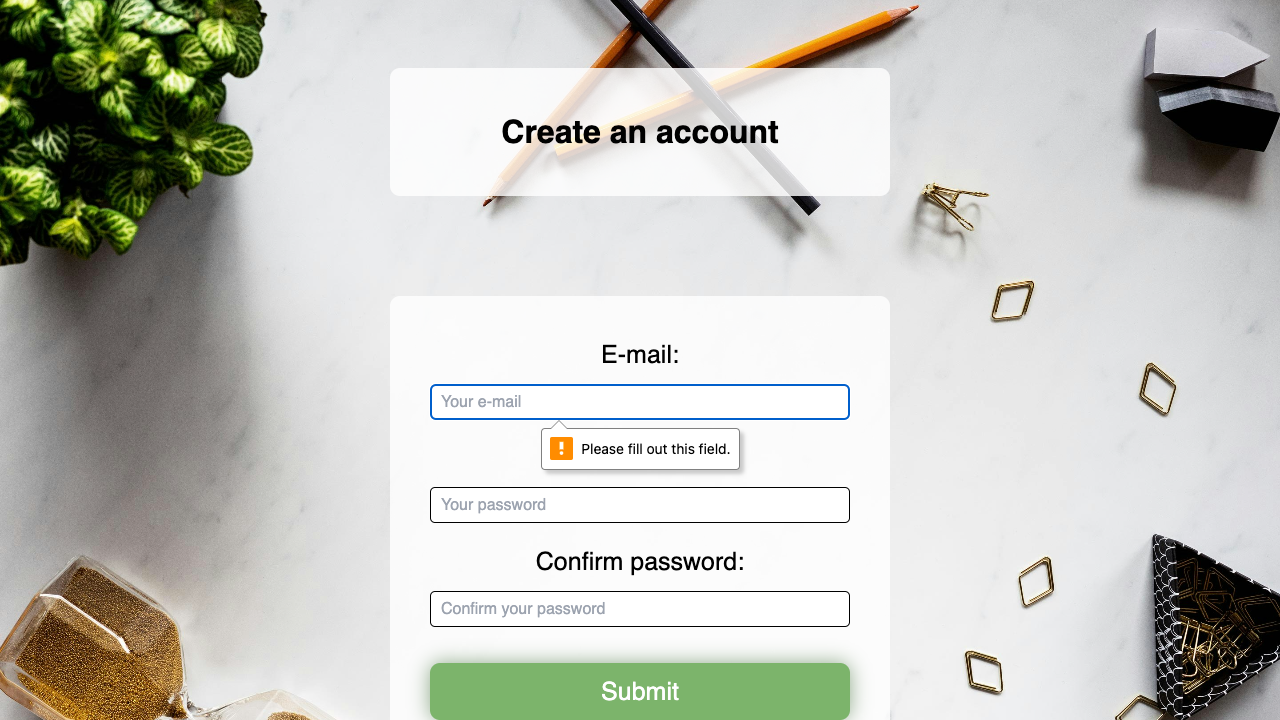 Create an account
E-mail:
Your e-mail
Please fill out this field.
Your password
Confirm password:
Confirm your password
Submit